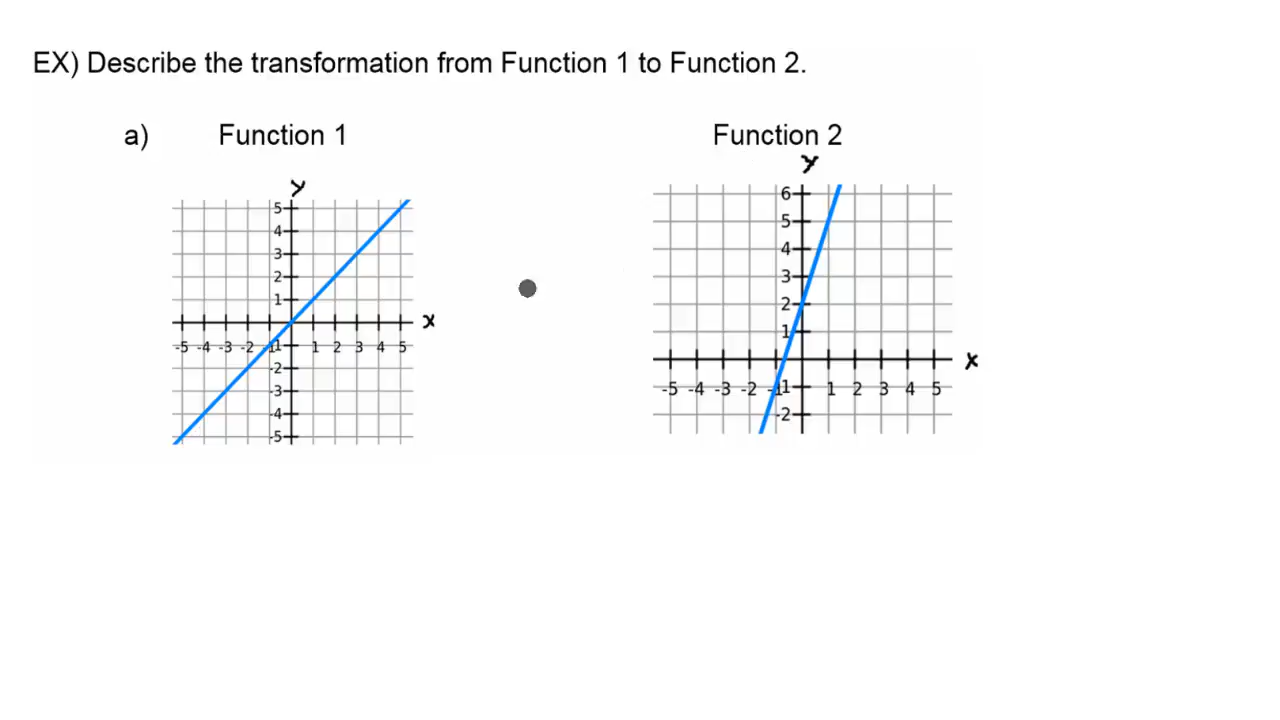 EX) Describe the transformation from Function 1 to Function 2.
a) Function 1 Function 2
y
5
4
3
2
1
x
-5 -4 -3 -2 -1 1 2 3 4 5
-2
-3
-4
-5
y
6
5
4
3
2
1
x
-5 -4 -3 -2 -1 1 2 3 4 5
-2